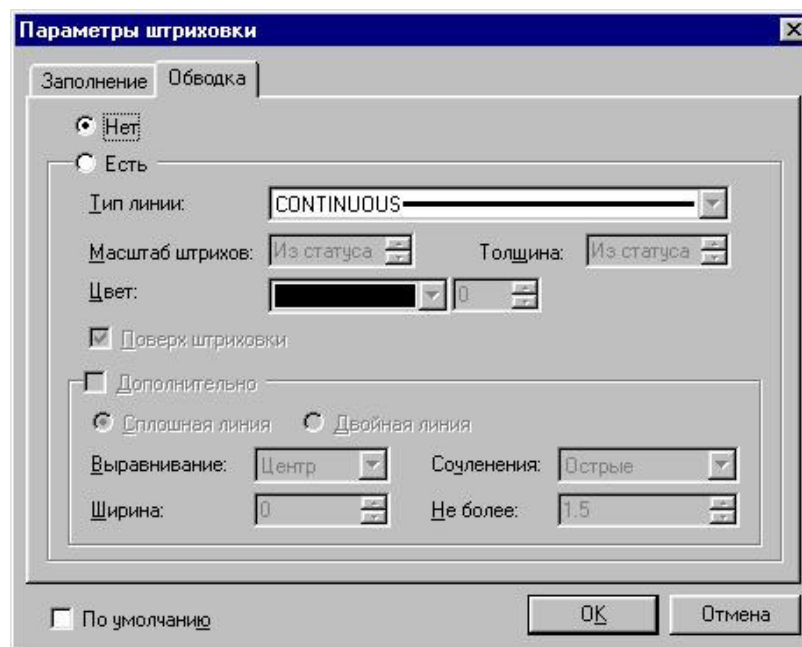 Параметры штриховки
Заполнение Обводка
Нет
Есть
Тип линии: CONTINUOUS
Масштаб штрихов: Из статуса Толщина: Из статуса
Цвет: 0
Поверх штриховки
Дополнительно
Сплошная линия Двойная линия
Выравнивание: Центр Сочленения: Острые
Ширина: 0 Не более: 1.5
По умолчанию OK Отмена